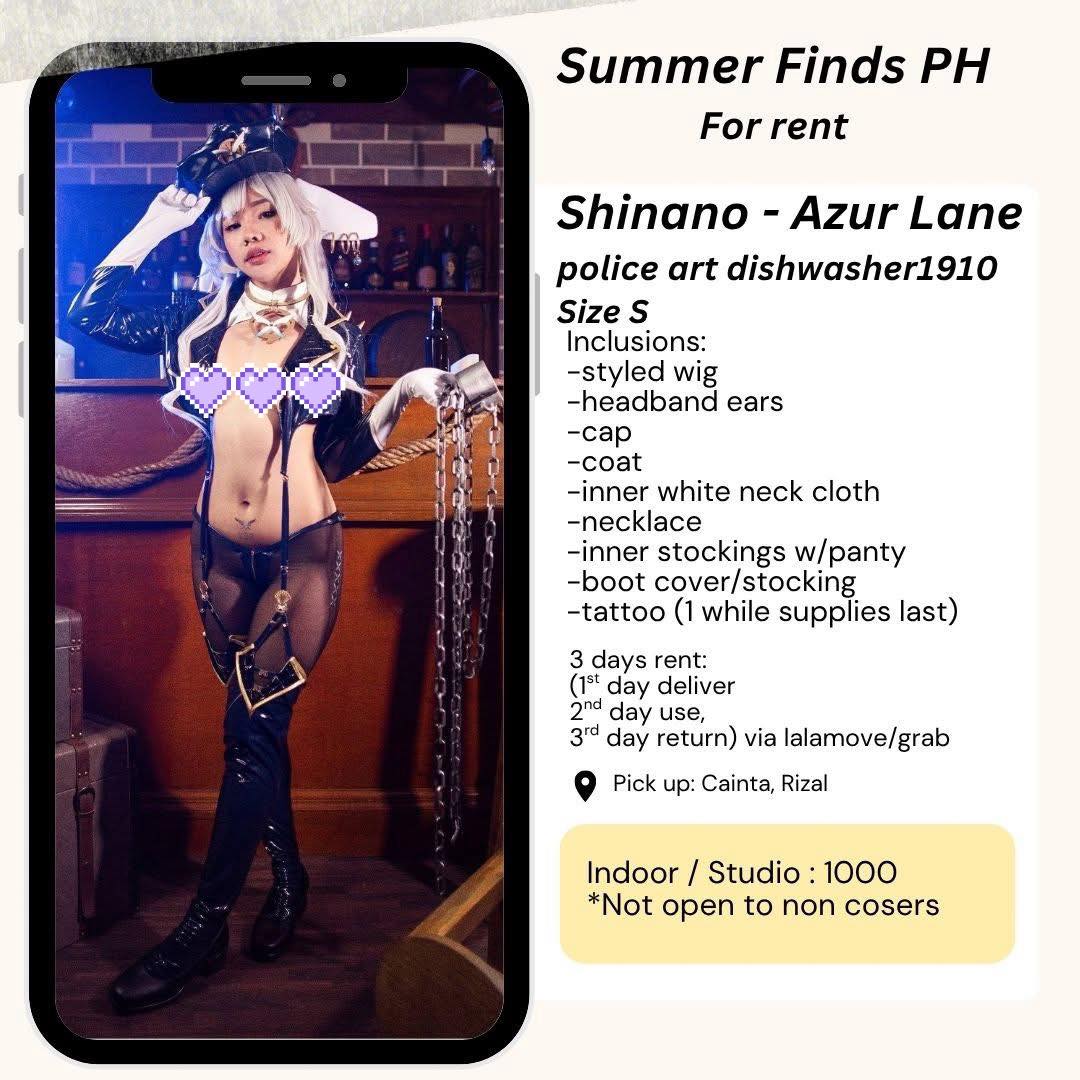 Summer Finds PH
For rent
Shinano - Azur Lane
police art dishwasher1910
Size S
Inclusions:
-styled wig
-headband ears
-cap
-coat
-inner white neck cloth
-necklace
-inner stockings w/panty
-boot cover/stocking
-tattoo (1 while supplies last)
3 days rent:
(1st day deliver
2nd day use,
3rd day return) via lalamove/grab
Pick up: Cainta, Rizal
Indoor / Studio : 1000
*Not open to non cosers